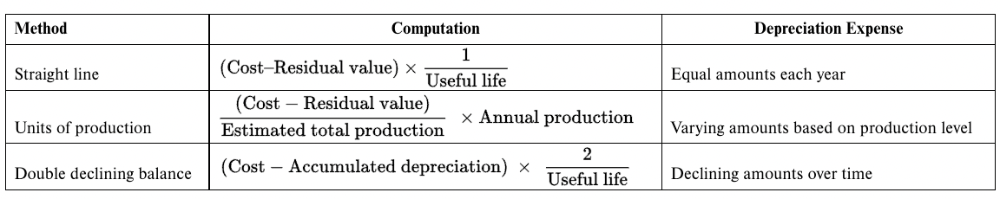 Method Computation Depreciation Expense
Straight line (Cost–Residual value) × 1 / Useful life Equal amounts each year
Units of production (Cost − Residual value) / Estimated total production × Annual production Varying amounts based on production level
Double declining balance (Cost − Accumulated depreciation) × 2 / Useful life Declining amounts over time